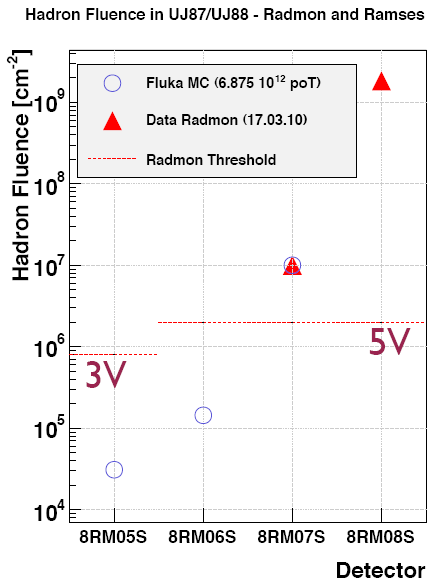 Hadron Fluence in UJ87/UJ88 - Radmon and Ramses
Hadron Fluence [cm⁻²]
Fluka MC (6.875 10¹² poT)
Data Radmon (17.03.10)
Radmon Threshold
10⁹
10⁸
10⁷
10⁶
10⁵
10⁴
3V
5V
8RM05S 8RM06S 8RM07S 8RM08S
Detector